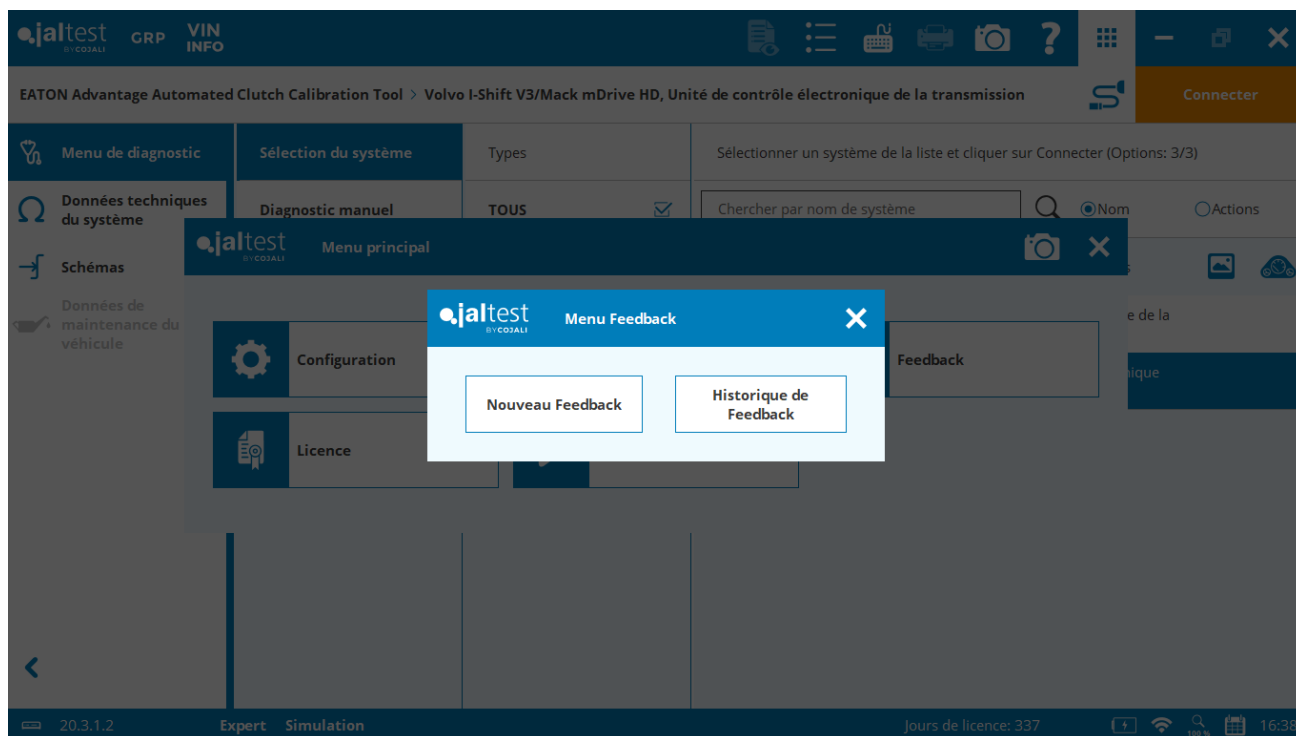 jaltest
BY COJALI
GRP
VIN
INFO
?
EATON Advantage Automated Clutch Calibration Tool > Volvo I-Shift V3/Mack mDrive HD, Unité de contrôle électronique de la transmission
Connecter
Menu de diagnostic
Sélection du système
Types
Sélectionner un système de la liste et cliquer sur Connecter (Options: 3/3)
Données techniques
du système
Diagnostic manuel
TOUS
Chercher par nom de système
Nom
Actions
jaltest
BY COJALI
Menu principal
Schémas
Données de
maintenance du
véhicule
jaltest
BY COJALI
Menu Feedback
e de la
Configuration
Feedback
nique
Nouveau Feedback
Historique de
Feedback
Licence
20.3.1.2
Expert
Simulation
Jours de licence: 337
100 %
16:38